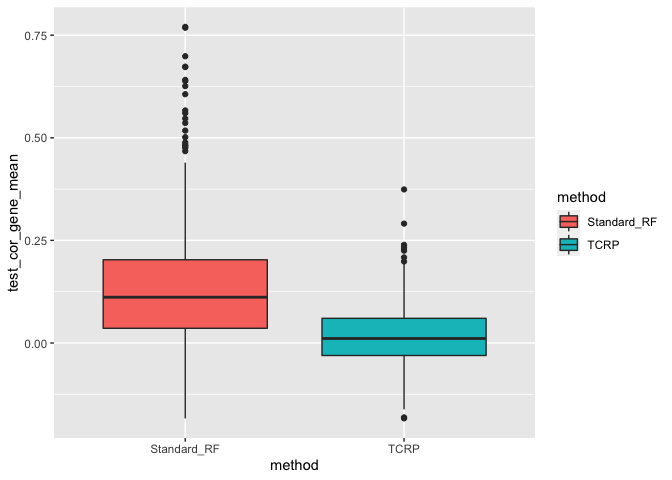 0.75
0.50
0.25
0.00
test_cor_gene_mean
Standard_RF
TCRP
method
method
Standard_RF
TCRP